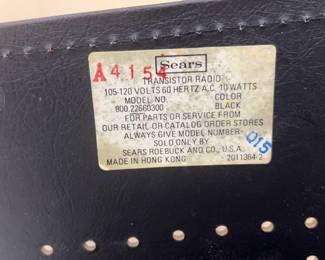 Sears
A4154
TRANSISTOR RADIO
105-120 VOLTS 60 HERTZ A.C. 10 WATTS
MODEL NO. COLOR
800.22660300 BLACK
FOR PARTS OR SERVICE FROM
OUR RETAIL OR CATALOG ORDER STORES
ALWAYS GIVE MODEL NUMBER
SOLD ONLY BY
SEARS ROEBUCK AND CO., U.S.A.
MADE IN HONG KONG 2011364-2
015